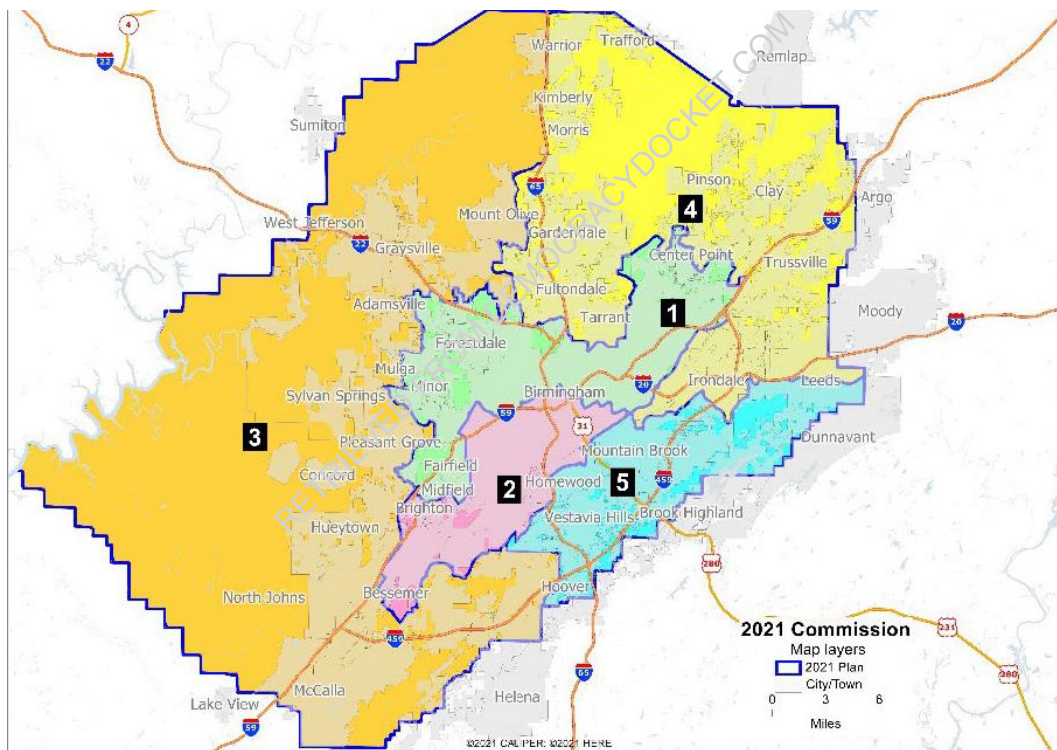 4
22
Warrior
Trafford
Remlap
Kimberly
Sumiton
Morris
65
Pinson
Clay
Argo
West Jefferson
Mount Olive
4
59
22
Graysville
Gardendale
Center Point
Trussville
Adamsville
Fultondale
Tarrant
1
Moody
20
Forestdale
Mulga
Minor
20
Irondale
Leeds
Sylvan Springs
Birmingham
59
31
3
Pleasant Grove
Mountain Brook
Dunnavant
Concord
Fairfield
Midfield
2
Homewood
5
459
Brighton
Vestavia Hills
Brook Highland
Hueytown
280
North Johns
Bessemer
Hoover
459
231
65
280
McCalla
Lake View
Helena
59
2021 Commission
Map layers
2021 Plan
City/Town
0 3 6
Miles
©2021 CALIPER; ©2021 HERE
RETRIEVED FROM DEMOCRACYDOCKET.COM